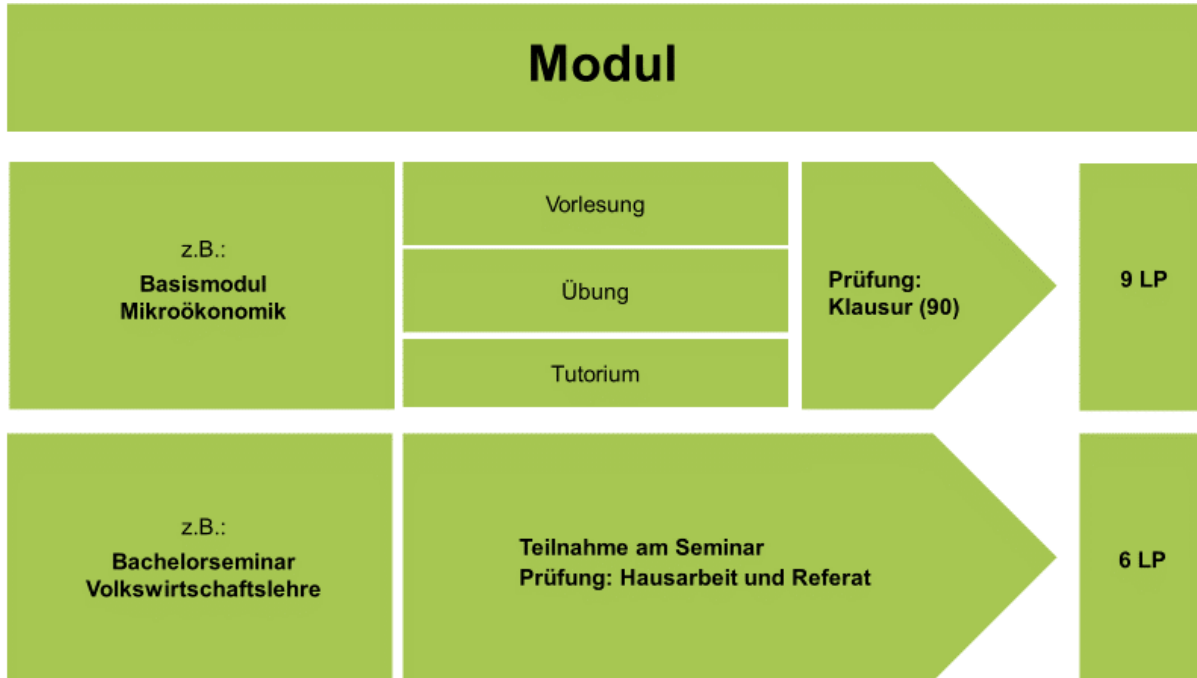 Modul
z.B.:
Basismodul
Mikroökonomik
Vorlesung
Übung
Tutorium
Prüfung:
Klausur (90)
9 LP
z.B.:
Bachelorseminar
Volkswirtschaftslehre
Teilnahme am Seminar
Prüfung: Hausarbeit und Referat
6 LP